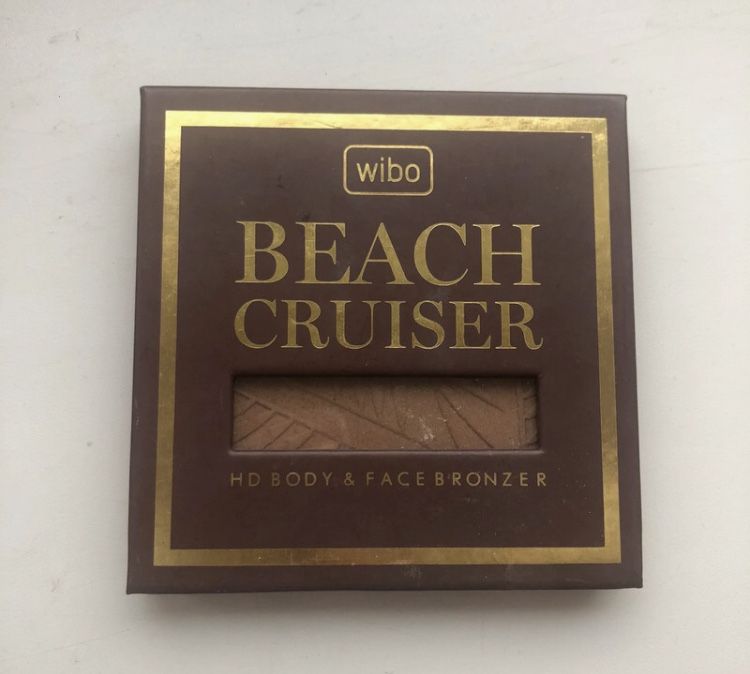 wibo
BEACH
CRUISER
HD BODY & FACE BRONZER